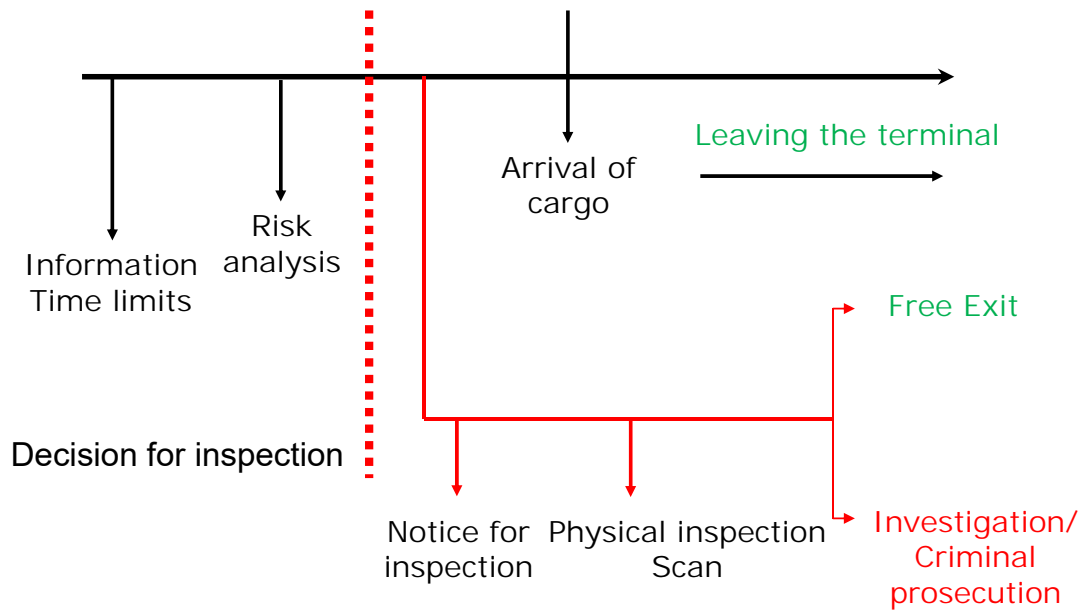 Leaving the terminal
Arrival of
cargo
Risk
analysis
Information
Time limits
Free Exit
Decision for inspection
Notice for
inspection
Physical inspection
Scan
Investigation/
Criminal
prosecution